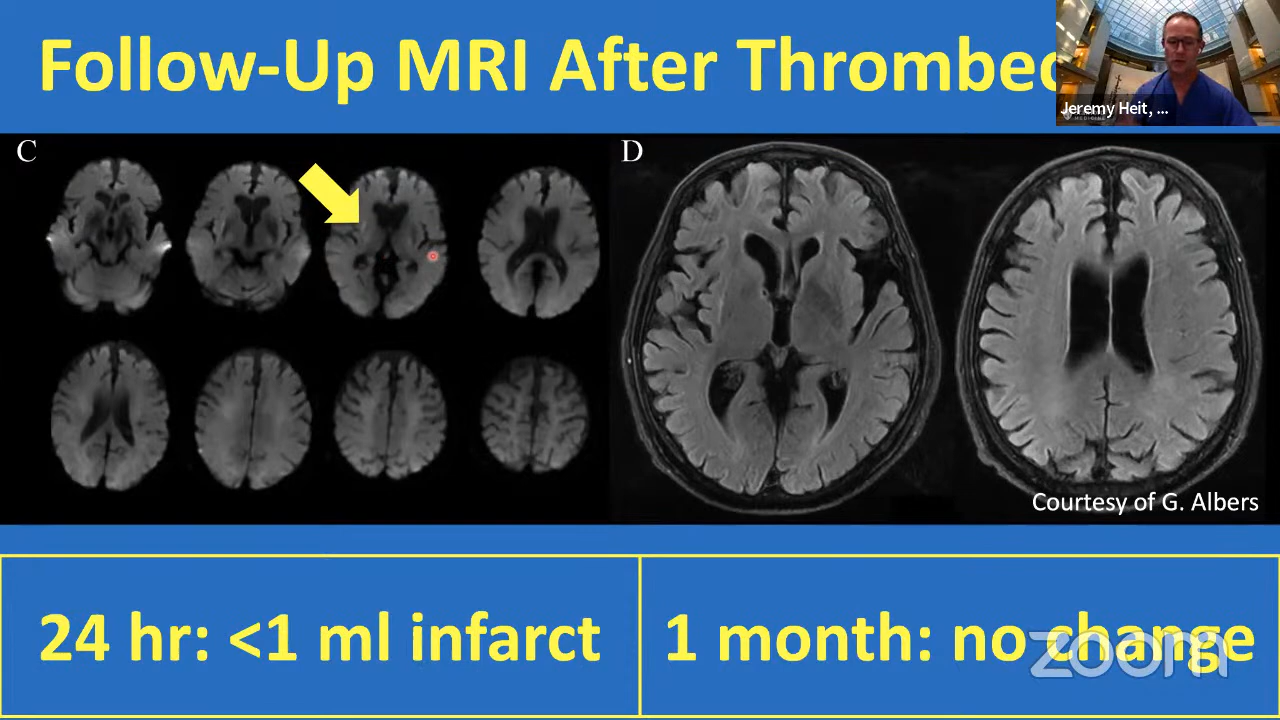 Follow-Up MRI After Thrombec
Jeremy Heit, ...
MEDICINE
C
D
Courtesy of G. Albers
24 hr: <1 ml infarct
1 month: no change
zoom